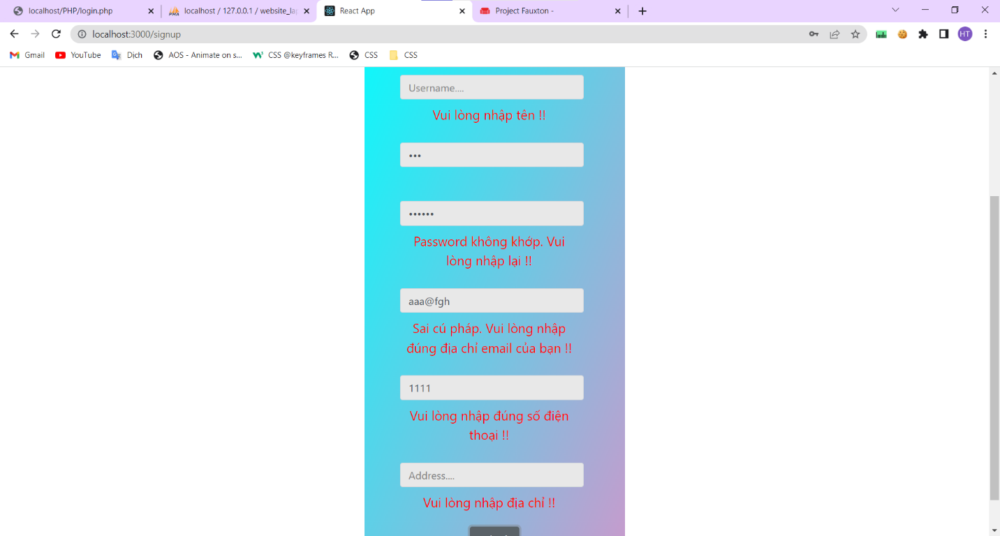 localhost/PHP/login.php
localhost / 127.0.0.1 / website_la
React App
Project Fauxton -
localhost:3000/signup
HT
Gmail
YouTube
Dịch
AOS - Animate on s...
CSS @keyframes R...
CSS
CSS
Username....
Vui lòng nhập tên !!
•••
••••••
Password không khớp. Vui
lòng nhập lại !!
aaa@fgh
Sai cú pháp. Vui lòng nhập
đúng địa chỉ email của bạn !!
1111
Vui lòng nhập đúng số điện
thoại !!
Address....
Vui lòng nhập địa chỉ !!